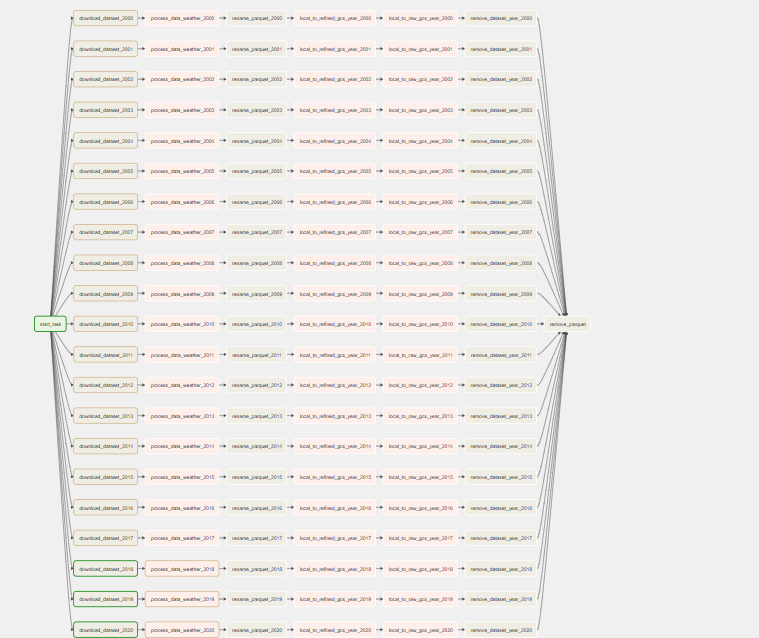 download_dataset_2000 process_data_weather_2000 rename_parquet_2000 local_to_refined_gcs_year_2000 local_to_raw_gcs_year_2000 remove_dataset_year_2000
download_dataset_2001 process_data_weather_2001 rename_parquet_2001 local_to_refined_gcs_year_2001 local_to_raw_gcs_year_2001 remove_dataset_year_2001
download_dataset_2002 process_data_weather_2002 rename_parquet_2002 local_to_refined_gcs_year_2002 local_to_raw_gcs_year_2002 remove_dataset_year_2002
download_dataset_2003 process_data_weather_2003 rename_parquet_2003 local_to_refined_gcs_year_2003 local_to_raw_gcs_year_2003 remove_dataset_year_2003
download_dataset_2004 process_data_weather_2004 rename_parquet_2004 local_to_refined_gcs_year_2004 local_to_raw_gcs_year_2004 remove_dataset_year_2004
download_dataset_2005 process_data_weather_2005 rename_parquet_2005 local_to_refined_gcs_year_2005 local_to_raw_gcs_year_2005 remove_dataset_year_2005
download_dataset_2006 process_data_weather_2006 rename_parquet_2006 local_to_refined_gcs_year_2006 local_to_raw_gcs_year_2006 remove_dataset_year_2006
download_dataset_2007 process_data_weather_2007 rename_parquet_2007 local_to_refined_gcs_year_2007 local_to_raw_gcs_year_2007 remove_dataset_year_2007
download_dataset_2008 process_data_weather_2008 rename_parquet_2008 local_to_refined_gcs_year_2008 local_to_raw_gcs_year_2008 remove_dataset_year_2008
download_dataset_2009 process_data_weather_2009 rename_parquet_2009 local_to_refined_gcs_year_2009 local_to_raw_gcs_year_2009 remove_dataset_year_2009
start_task download_dataset_2010 process_data_weather_2010 rename_parquet_2010 local_to_refined_gcs_year_2010 local_to_raw_gcs_year_2010 remove_dataset_year_2010 remove_parquet
download_dataset_2011 process_data_weather_2011 rename_parquet_2011 local_to_refined_gcs_year_2011 local_to_raw_gcs_year_2011 remove_dataset_year_2011
download_dataset_2012 process_data_weather_2012 rename_parquet_2012 local_to_refined_gcs_year_2012 local_to_raw_gcs_year_2012 remove_dataset_year_2012
download_dataset_2013 process_data_weather_2013 rename_parquet_2013 local_to_refined_gcs_year_2013 local_to_raw_gcs_year_2013 remove_dataset_year_2013
download_dataset_2014 process_data_weather_2014 rename_parquet_2014 local_to_refined_gcs_year_2014 local_to_raw_gcs_year_2014 remove_dataset_year_2014
download_dataset_2015 process_data_weather_2015 rename_parquet_2015 local_to_refined_gcs_year_2015 local_to_raw_gcs_year_2015 remove_dataset_year_2015
download_dataset_2016 process_data_weather_2016 rename_parquet_2016 local_to_refined_gcs_year_2016 local_to_raw_gcs_year_2016 remove_dataset_year_2016
download_dataset_2017 process_data_weather_2017 rename_parquet_2017 local_to_refined_gcs_year_2017 local_to_raw_gcs_year_2017 remove_dataset_year_2017
download_dataset_2018 process_data_weather_2018 rename_parquet_2018 local_to_refined_gcs_year_2018 local_to_raw_gcs_year_2018 remove_dataset_year_2018
download_dataset_2019 process_data_weather_2019 rename_parquet_2019 local_to_refined_gcs_year_2019 local_to_raw_gcs_year_2019 remove_dataset_year_2019
download_dataset_2020 process_data_weather_2020 rename_parquet_2020 local_to_refined_gcs_year_2020 local_to_raw_gcs_year_2020 remove_dataset_year_2020